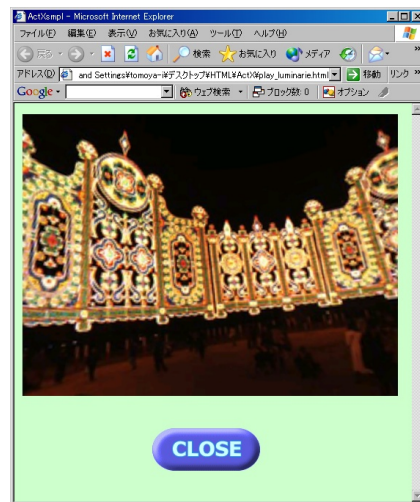 ActXsmpl - Microsoft Internet Explorer
ファイル(F) 編集(E) 表示(V) お気に入り(A) ツール(T) ヘルプ(H)
戻る 検索 お気に入り メディア
アドレス(D) and Settings¥tomoya-i¥デスクトップ¥HTML¥ActX¥play_luminarie.html 移動 リンク
Google ウェブ検索 ブロック数 0 オプション
CLOSE